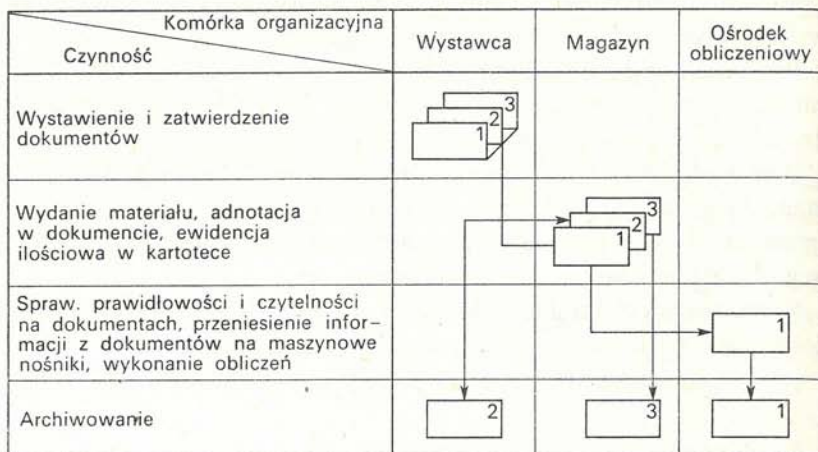 Komórka organizacyjna
Czynność
Wystawca
Magazyn
Ośrodek
obliczeniowy
Wystawienie i zatwierdzenie
dokumentów
3
2
1
Wydanie materiału, adnotacja
w dokumencie, ewidencja
ilościowa w kartotece
3
2
1
Spraw. prawidłowości i czytelności
na dokumentach, przeniesienie infor-
macji z dokumentów na maszynowe
nośniki, wykonanie obliczeń
1
Archiwowanie
2
3
1